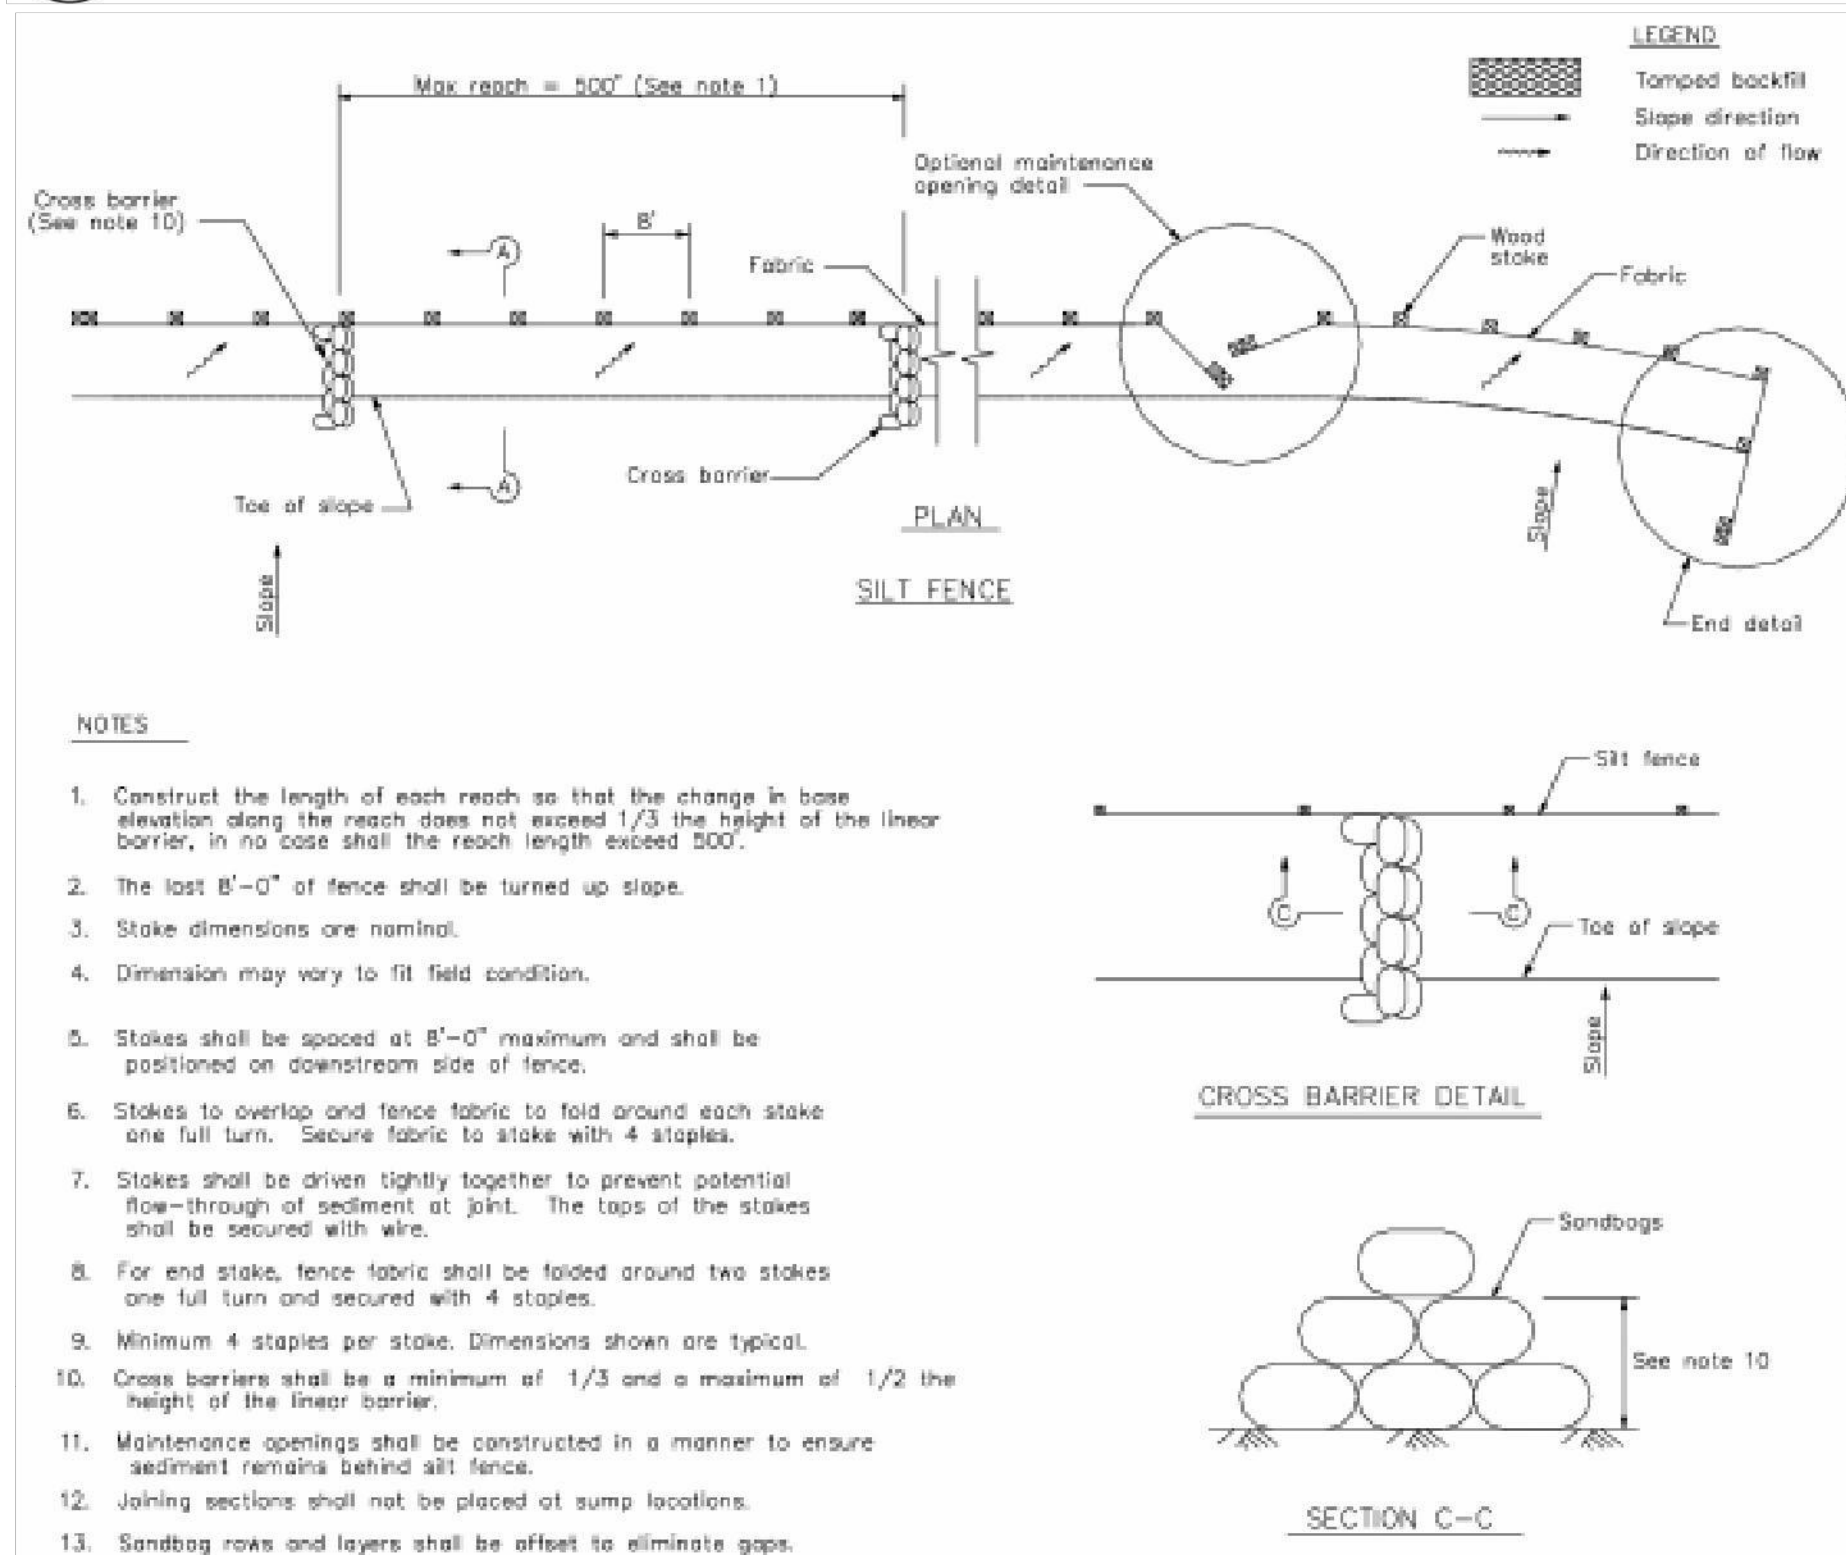 LEGEND
Tamped backfill
Slope direction
Direction of flow
Max reach = 500' (See note 1)
Optional maintenance
opening detail
Cross barrier
(See note 10)
8'
A
Fabric
Wood
stake
Fabric
Cross barrier
A
Toe of slope
PLAN
Slope
SILT FENCE
Slope
End detail
NOTES
1. Construct the length of each reach so that the change in base
elevation along the reach does not exceed 1/3 the height of the linear
barrier, in no case shall the reach length exceed 500'.
2. The last 8'-0" of fence shall be turned up slope.
3. Stake dimensions are nominal.
4. Dimension may vary to fit field condition.
5. Stakes shall be spaced at 8'-0" maximum and shall be
positioned on downstream side of fence.
6. Stakes to overlap and fence fabric to fold around each stake
one full turn. Secure fabric to stake with 4 staples.
7. Stakes shall be driven tightly together to prevent potential
flow-through of sediment at joint. The tops of the stakes
shall be secured with wire.
8. For end stake, fence fabric shall be folded around two stakes
one full turn and secured with 4 staples.
9. Minimum 4 staples per stake. Dimensions shown are typical.
10. Cross barriers shall be a minimum of 1/3 and a maximum of 1/2 the
height of the linear barrier.
11. Maintenance openings shall be constructed in a manner to ensure
sediment remains behind silt fence.
12. Joining sections shall not be placed at sump locations.
13. Sandbag rows and layers shall be offset to eliminate gaps.
Silt fence
C
C
Toe of slope
Slope
CROSS BARRIER DETAIL
Sandbags
See note 10
SECTION C-C